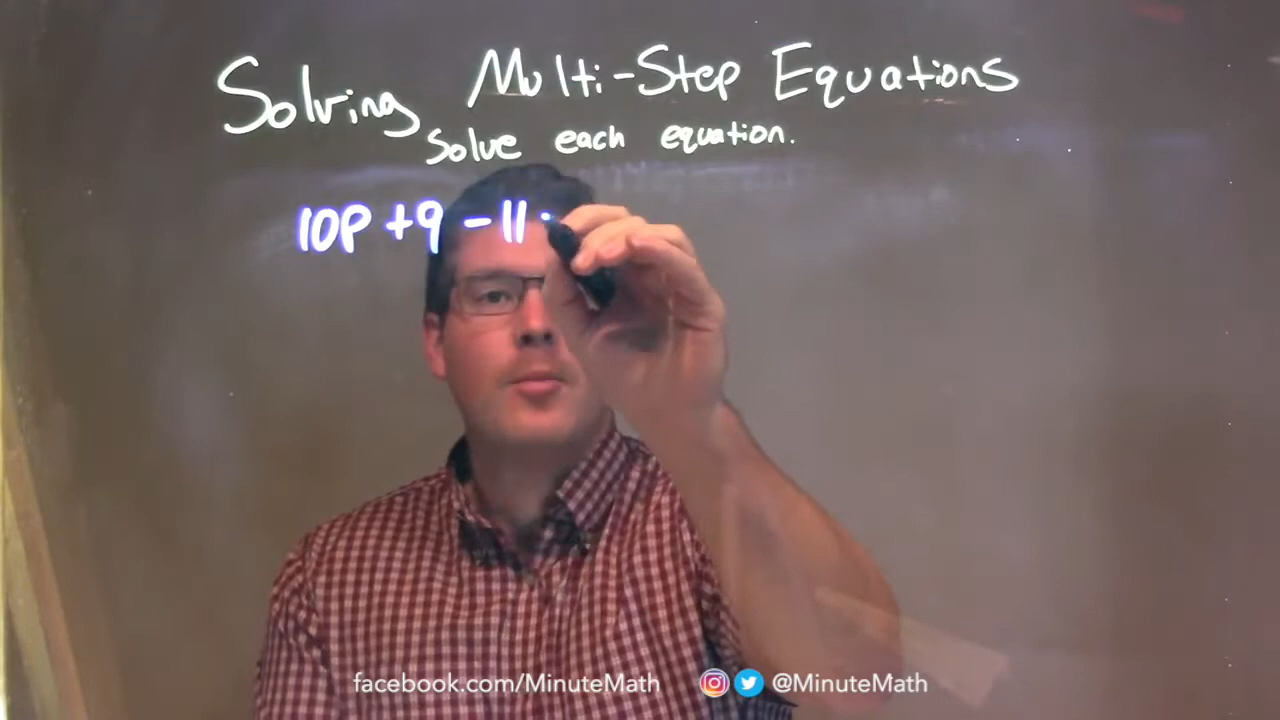 Solving Multi-Step Equations
Solve each equation.
10p +9 -11
facebook.com/MinuteMath @MinuteMath